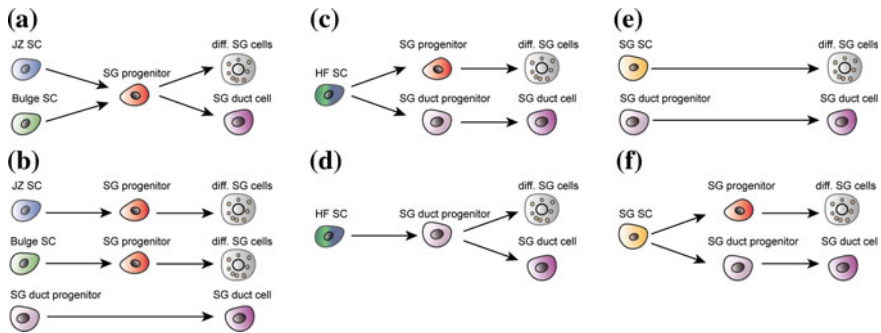 (a)
JZ SC
SG progenitor
diff. SG cells
Bulge SC
SG duct cell
(b)
JZ SC
SG progenitor
diff. SG cells
Bulge SC
SG progenitor
diff. SG cells
SG duct progenitor
SG duct cell
(c)
SG progenitor
diff. SG cells
HF SC
SG duct progenitor
SG duct cell
(d)
diff. SG cells
HF SC
SG duct progenitor
SG duct cell
(e)
SG SC
diff. SG cells
SG duct progenitor
SG duct cell
(f)
SG progenitor
diff. SG cells
SG SC
SG duct progenitor
SG duct cell